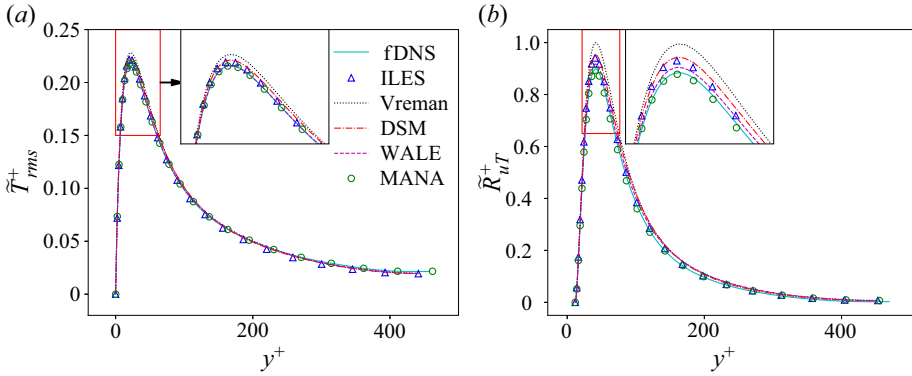 (a)
0.25
0.20
0.15
0.10
0.05
0
T̃⁺rms
0 200 400
y⁺
fDNS
ILES
Vreman
DSM
WALE
MANA
(b)
1.0
0.8
0.6
0.4
0.2
0
R̃⁺uT
0 200 400
y⁺